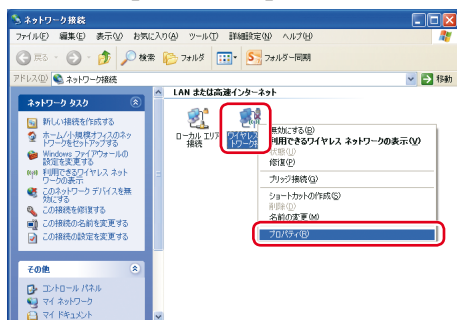 ネットワーク接続
ファイル(F) 編集(E) 表示(V) お気に入り(A) ツール(T) 詳細設定(N) ヘルプ(H)
戻る 検索 フォルダ フォルダー同期
アドレス(D) ネットワーク接続 移動
ネットワーク タスク
新しい接続を作成する
ホーム/小規模オフィスのネッ
トワークをセットアップする
Windows ファイアウォールの
設定を変更する
利用できるワイヤレス ネット
ワークの表示
このネットワーク デバイスを無
効にする
この接続を修復する
この接続の名前を変更する
この接続の設定を変更する
その他
コントロール パネル
マイ ネットワーク
マイ ドキュメント
LAN または高速インターネット
ローカル エリア
接続
ワイヤレス
トワーク
無効にする(B)
利用できるワイヤレス ネットワークの表示(V)
状態(U)
修復(P)
ブリッジ接続(G)
ショートカットの作成(S)
削除(D)
名前の変更(M)
プロパティ(R)